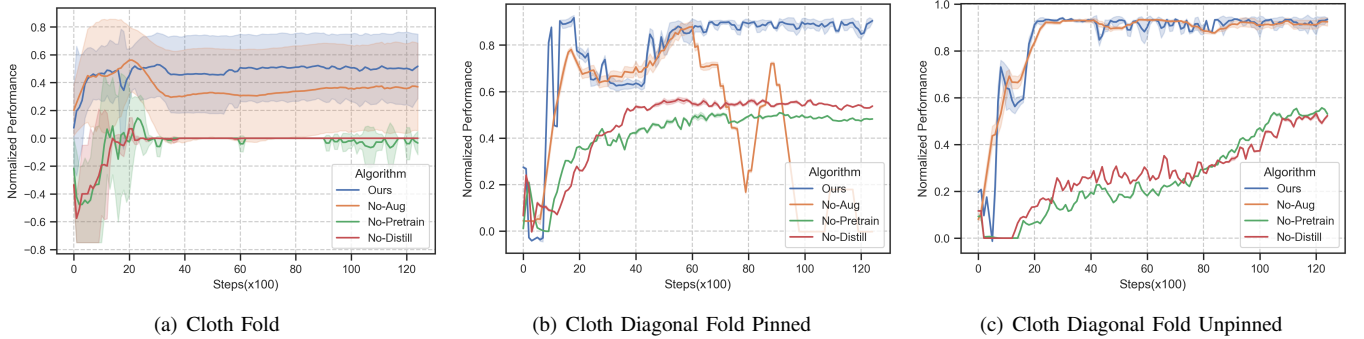 0.8
0.6
0.4
0.2
0.0
−0.2
−0.4
−0.6
−0.8
Normalized Performance
0 20 40 60 80 100 120
Steps(x100)
Algorithm
Ours
No-Aug
No-Pretrain
No-Distill
(a) Cloth Fold
0.8
0.6
0.4
0.2
0.0
Normalized Performance
0 20 40 60 80 100 120
Steps(x100)
Algorithm
Ours
No-Aug
No-Pretrain
No-Distill
(b) Cloth Diagonal Fold Pinned
1.0
0.8
0.6
0.4
0.2
0.0
Normalized Performance
0 20 40 60 80 100 120
Steps(x100)
Algorithm
Ours
No-Aug
No-Pretrain
No-Distill
(c) Cloth Diagonal Fold Unpinned